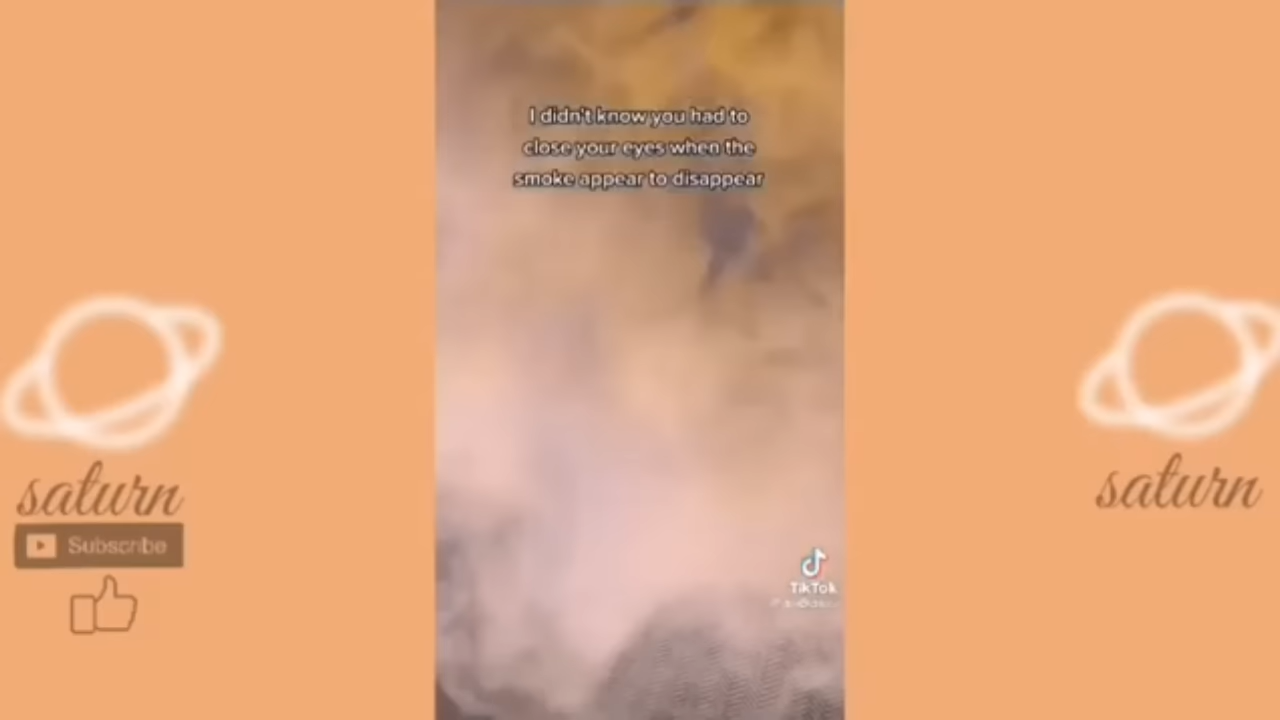 I didn't know you had to
close your eyes when the
smoke appear to disappear
saturn
Subscribe
saturn
TikTok